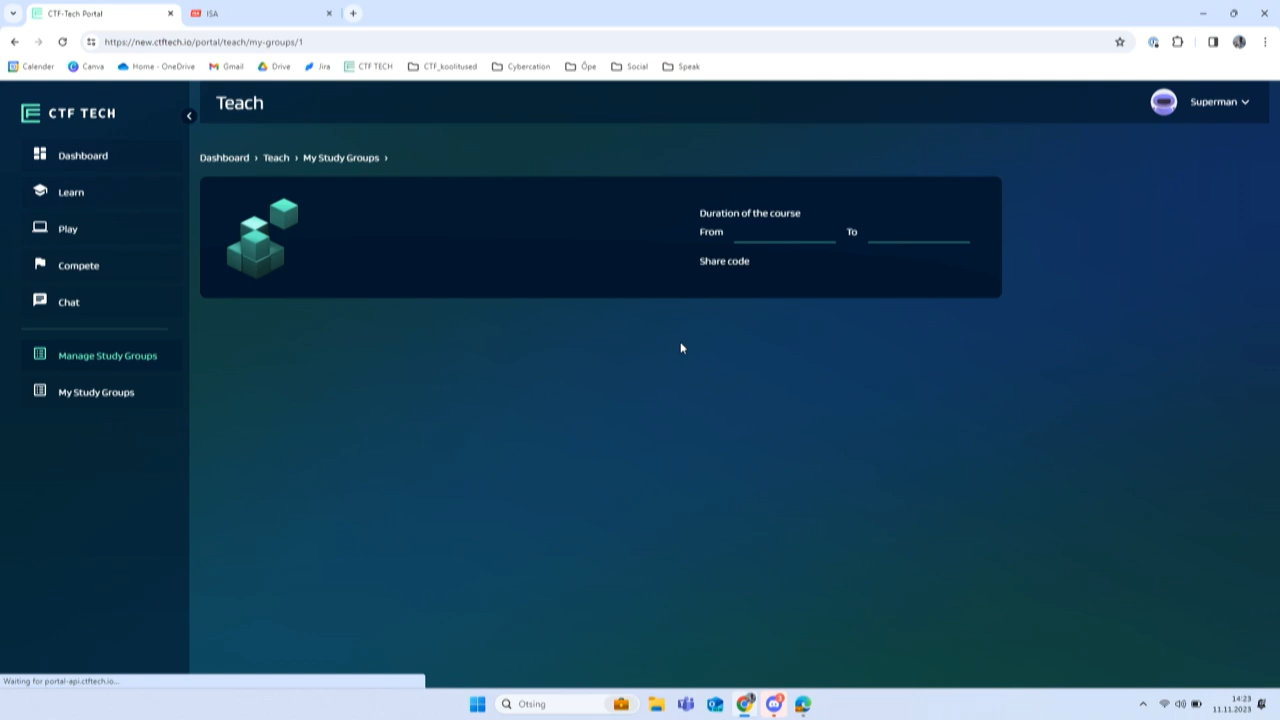 CTF-Tech Portal
ISA
https://new.ctftech.io/portal/teach/my-groups/1
Calender
Canva
Home - OneDrive
Gmail
Drive
Jira
CTF TECH
CTF_koolitused
Cybercation
Õpe
Social
Speak
CTF TECH
Teach
Superman
Dashboard
Learn
Play
Compete
Chat
Manage Study Groups
My Study Groups
Dashboard › Teach › My Study Groups ›
Duration of the course
From To
Share code
Waiting for portal-api.ctftech.io...
Otsing
14:23
11.11.2023